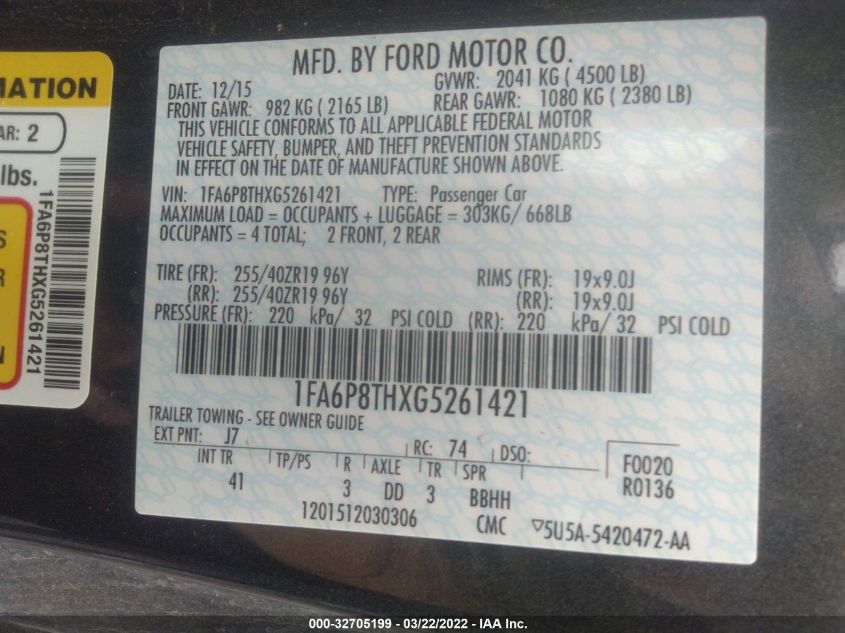 MATION
AR: 2
lbs.
S
R
N
1FA6P8THXG5261421
MFD. BY FORD MOTOR CO.
DATE: 12/15
GVWR: 2041 KG ( 4500 LB)
FRONT GAWR: 982 KG ( 2165 LB)
REAR GAWR: 1080 KG ( 2380 LB)
THIS VEHICLE CONFORMS TO ALL APPLICABLE FEDERAL MOTOR
VEHICLE SAFETY, BUMPER, AND THEFT PREVENTION STANDARDS
IN EFFECT ON THE DATE OF MANUFACTURE SHOWN ABOVE.
VIN: 1FA6P8THXG5261421 TYPE: Passenger Car
MAXIMUM LOAD = OCCUPANTS + LUGGAGE = 303KG/ 668LB
OCCUPANTS = 4 TOTAL; 2 FRONT, 2 REAR
TIRE (FR): 255/40ZR19 96Y RIMS (FR): 19x9.0J
(RR): 255/40ZR19 96Y (RR): 19x9.0J
PRESSURE (FR): 220 kPa/ 32 PSI COLD (RR): 220 kPa/ 32 PSI COLD
1FA6P8THXG5261421
TRAILER TOWING - SEE OWNER GUIDE
EXT PNT: J7 RC: 74 DSO:
INT TR TP/PS R AXLE TR SPR
41 3 DD 3 BBHH
F0020
R0136
1201512030306 CMC ▽5U5A-5420472-AA
000-32705199 - 03/22/2022 - IAA Inc.